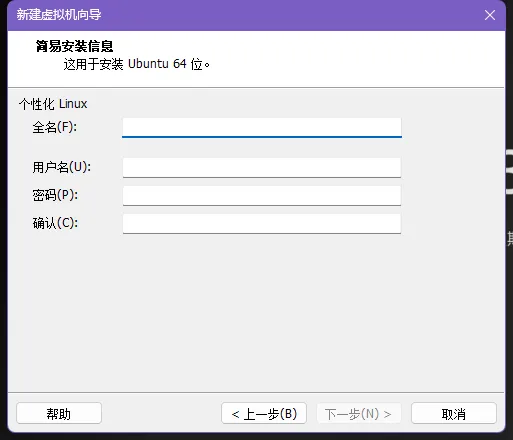 新建虚拟机向导
简易安装信息
这用于安装 Ubuntu 64 位。
个性化 Linux
全名(F):
用户名(U):
密码(P):
确认(C):
帮助
< 上一步(B)
下一步(N) >
取消